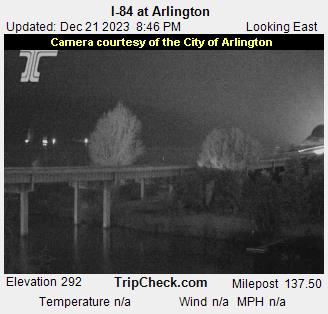 I-84 at Arlington
Updated: Dec 21 2023 8:46 PM Looking East
Camera courtesy of the City of Arlington
Elevation 292 TripCheck.com Milepost 137.50
Temperature n/a Wind n/a MPH n/a